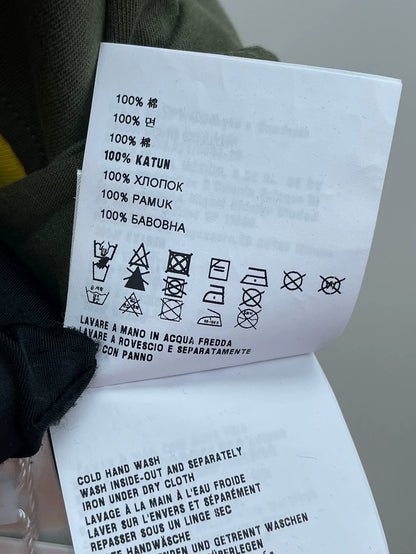 100% 棉
100% 면
100% 棉
100% KATUN
100% ХЛОПОК
100% PAMUK
100% БАВОВНА
LAVARE A MANO IN ACQUA FREDDA
LAVARE A ROVESCIO E SEPARATAMENTE
CON PANNO
COLD HAND WASH
WASH INSIDE-OUT AND SEPARATELY
IRON UNDER DRY CLOTH
LAVAGE À LA MAIN À L'EAU FROIDE
LAVER SUR L'ENVERS ET SÉPARÉMENT
REPASSER SOUS UN LINGE SEC
HANDWÄSCHE
UND GETRENNT WASCHEN